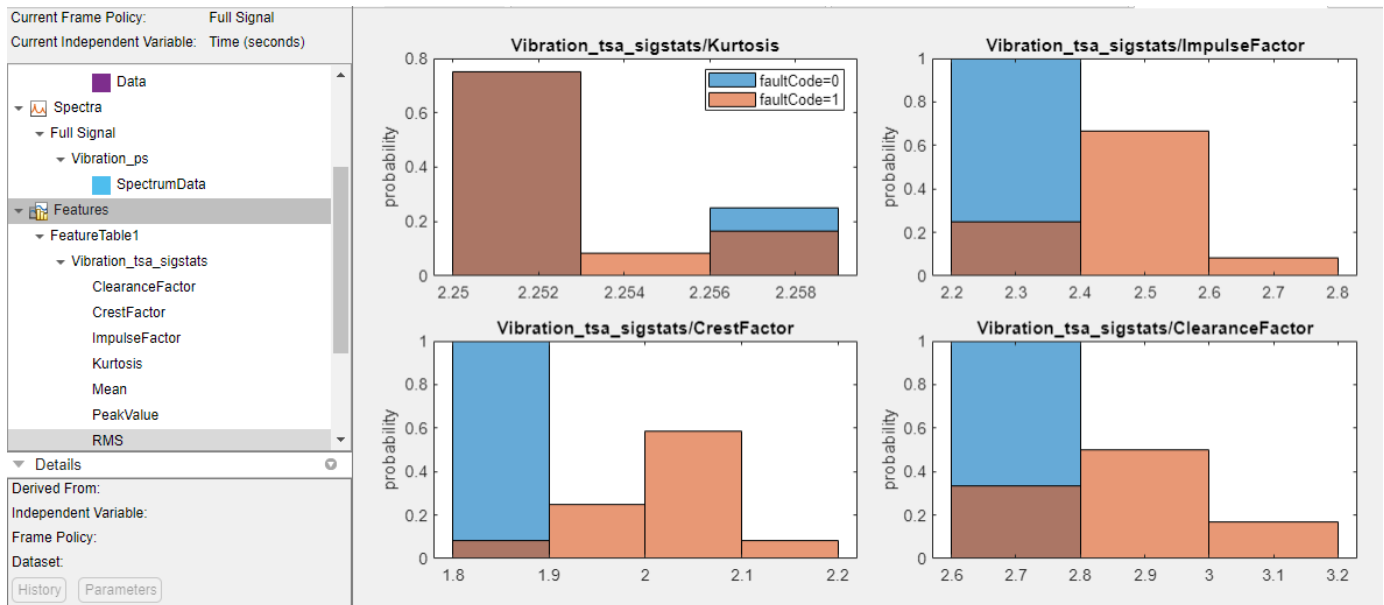 Current Frame Policy: Full Signal
Current Independent Variable: Time (seconds)
Data
Spectra
Full Signal
Vibration_ps
SpectrumData
Features
FeatureTable1
Vibration_tsa_sigstats
ClearanceFactor
CrestFactor
ImpulseFactor
Kurtosis
Mean
PeakValue
RMS
Details
Derived From:
Independent Variable:
Frame Policy:
Dataset:
History Parameters
Vibration_tsa_sigstats/Kurtosis
probability
0.8
0.6
0.4
0.2
0
2.25 2.252 2.254 2.256 2.258
faultCode=0
faultCode=1
Vibration_tsa_sigstats/ImpulseFactor
probability
1
0.8
0.6
0.4
0.2
0
2.2 2.3 2.4 2.5 2.6 2.7 2.8
Vibration_tsa_sigstats/CrestFactor
probability
1
0.8
0.6
0.4
0.2
0
1.8 1.9 2 2.1 2.2
Vibration_tsa_sigstats/ClearanceFactor
probability
1
0.8
0.6
0.4
0.2
0
2.6 2.7 2.8 2.9 3 3.1 3.2